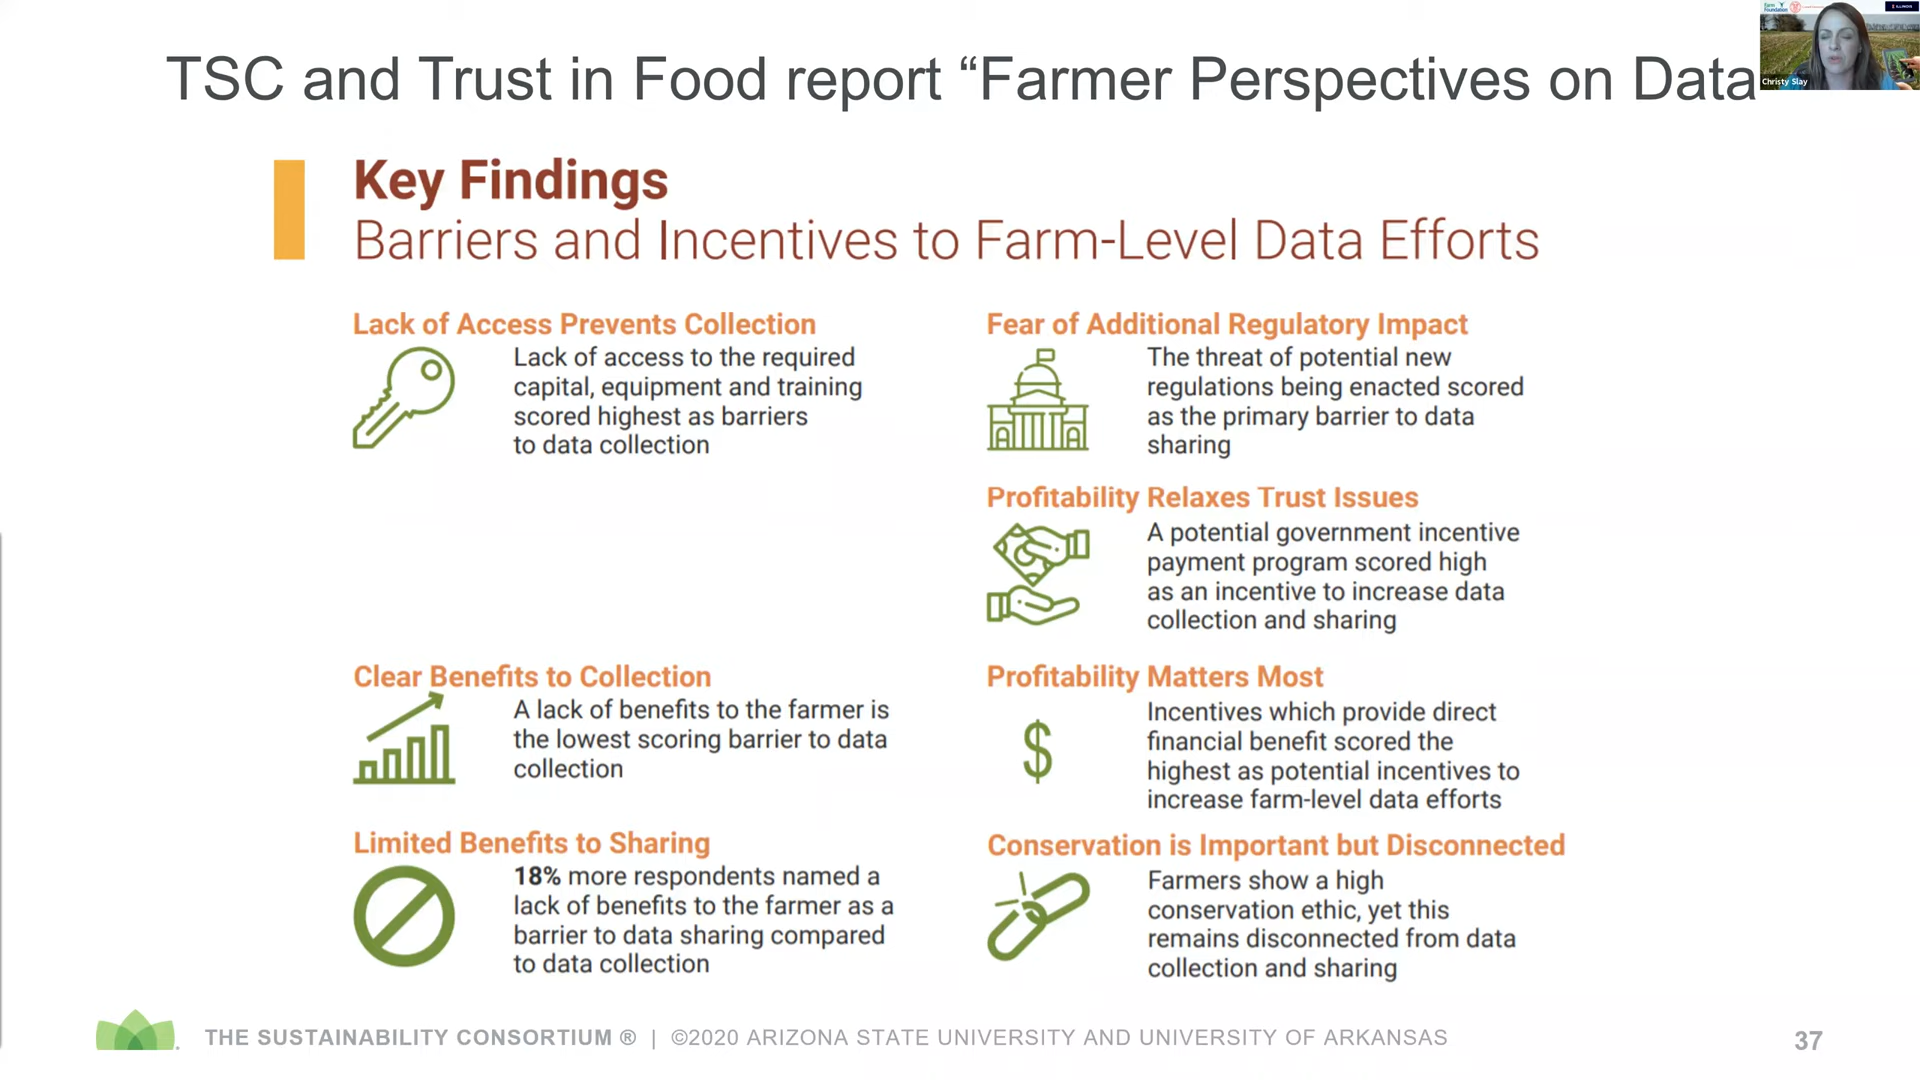 TSC and Trust in Food report “Farmer Perspectives on Data
Christy Slay
Key Findings
Barriers and Incentives to Farm-Level Data Efforts
Lack of Access Prevents Collection
Lack of access to the required
capital, equipment and training
scored highest as barriers
to data collection
Fear of Additional Regulatory Impact
The threat of potential new
regulations being enacted scored
as the primary barrier to data
sharing
Profitability Relaxes Trust Issues
A potential government incentive
payment program scored high
as an incentive to increase data
collection and sharing
Clear Benefits to Collection
A lack of benefits to the farmer is
the lowest scoring barrier to data
collection
Profitability Matters Most
$
Incentives which provide direct
financial benefit scored the
highest as potential incentives to
increase farm-level data efforts
Limited Benefits to Sharing
18% more respondents named a
lack of benefits to the farmer as a
barrier to data sharing compared
to data collection
Conservation is Important but Disconnected
Farmers show a high
conservation ethic, yet this
remains disconnected from data
collection and sharing
THE SUSTAINABILITY CONSORTIUM ® | ©2020 ARIZONA STATE UNIVERSITY AND UNIVERSITY OF ARKANSAS
37